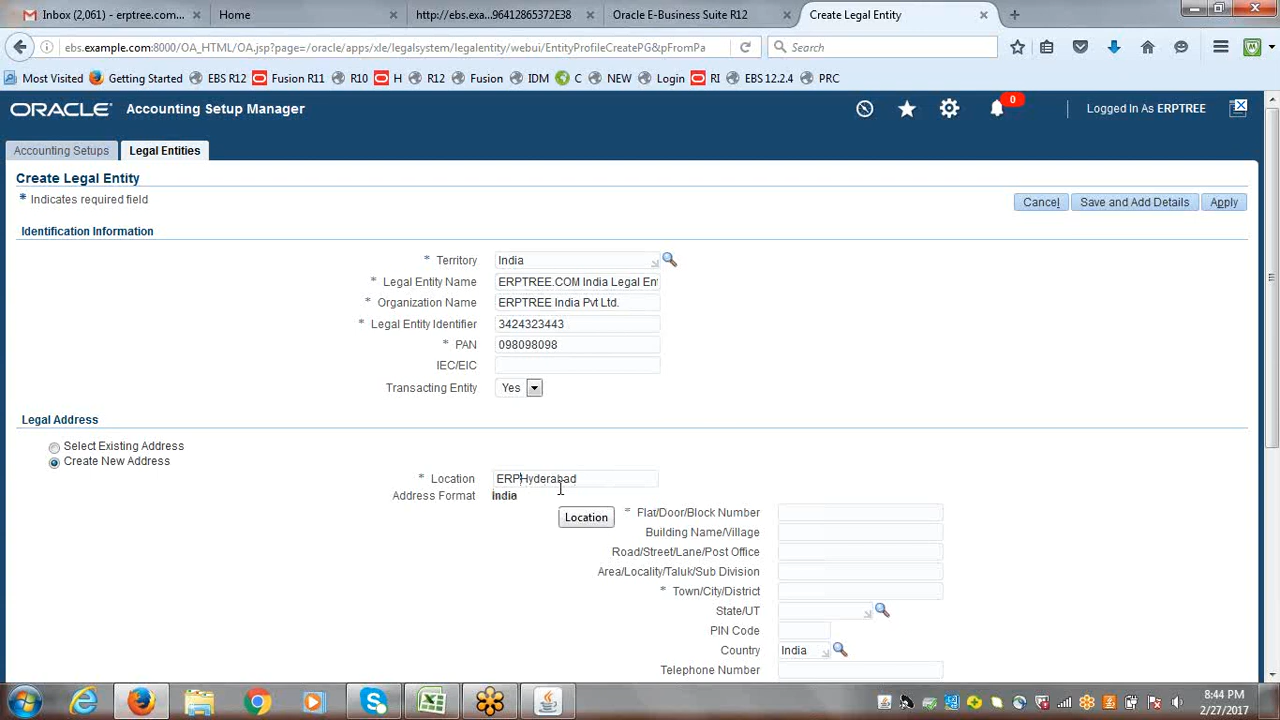 Inbox (2,061) - erptree.com...
Home
http://ebs.exa...96412865372E38
Oracle E-Business Suite R12
Create Legal Entity
ebs.example.com:8000/OA_HTML/OA.jsp?page=/oracle/apps/xle/legalsystem/legalentity/webui/EntityProfileCreatePG&pFromPa
Search
Most Visited Getting Started EBS R12 Fusion R11 R10 H R12 Fusion IDM C NEW Login RI EBS 12.2.4 PRC
ORACLE Accounting Setup Manager
0
Logged In As ERPTREE
Accounting Setups Legal Entities
Create Legal Entity
* Indicates required field
Cancel Save and Add Details Apply
Identification Information
* Territory India
* Legal Entity Name ERPTREE.COM India Legal Ent
* Organization Name ERPTREE India Pvt Ltd.
* Legal Entity Identifier 3424323443
* PAN 098098098
IEC/EIC
Transacting Entity Yes
Legal Address
Select Existing Address
Create New Address
* Location ERPHyderabad
Address Format India
Location
* Flat/Door/Block Number
Building Name/Village
Road/Street/Lane/Post Office
Area/Locality/Taluk/Sub Division
* Town/City/District
State/UT
PIN Code
Country India
Telephone Number
8:44 PM
2/27/2017